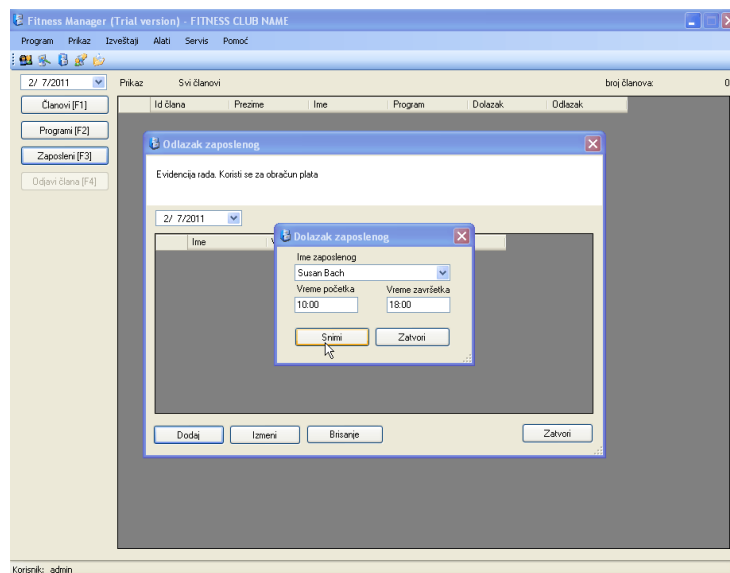 Fitness Manager (Trial version) - FITNESS CLUB NAME
Program Prikaz Izveštaji Alati Servis Pomoć
2/ 7/2011 Prikaz Svi članovi broj članova: 0
Članovi [F1]
Id člana Prezime Ime Program Dolazak Odlazak
Programi [F2]
Zaposleni [F3]
Odjavi člana [F4]
Odlazak zaposlenog
Evidencija rada. Koristi se za obračun plata
2/ 7/2011
Ime V
Dolazak zaposlenog
Ime zaposlenog
Susan Bach
Vreme početka Vreme završetka
10:00 18:00
Snimi Zatvori
Dodaj Izmeni Brisanje Zatvori
Korisnik: admin